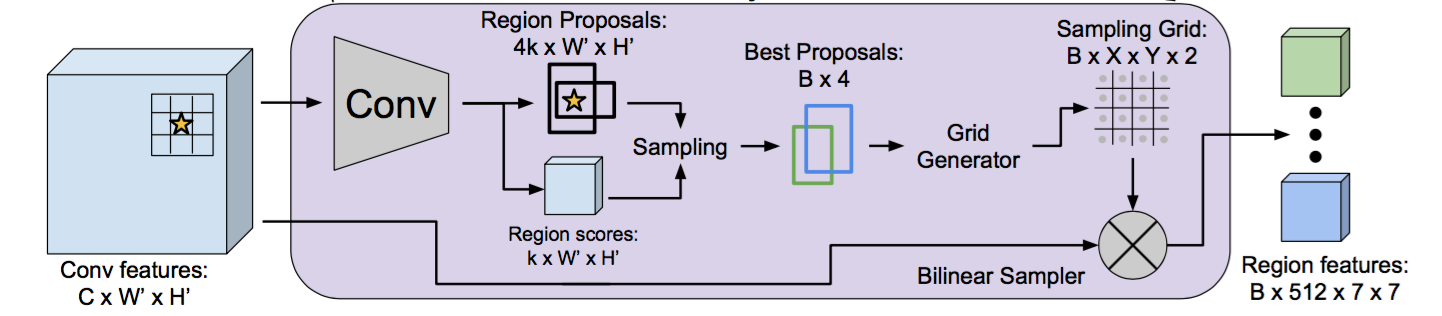 Region Proposals:
4k x W' x H'
Sampling Grid:
B x X x Y x 2
Best Proposals:
B x 4
Conv
Sampling
Grid
Generator
Region scores:
k x W' x H'
Conv features:
C x W' x H'
Bilinear Sampler
Region features:
B x 512 x 7 x 7